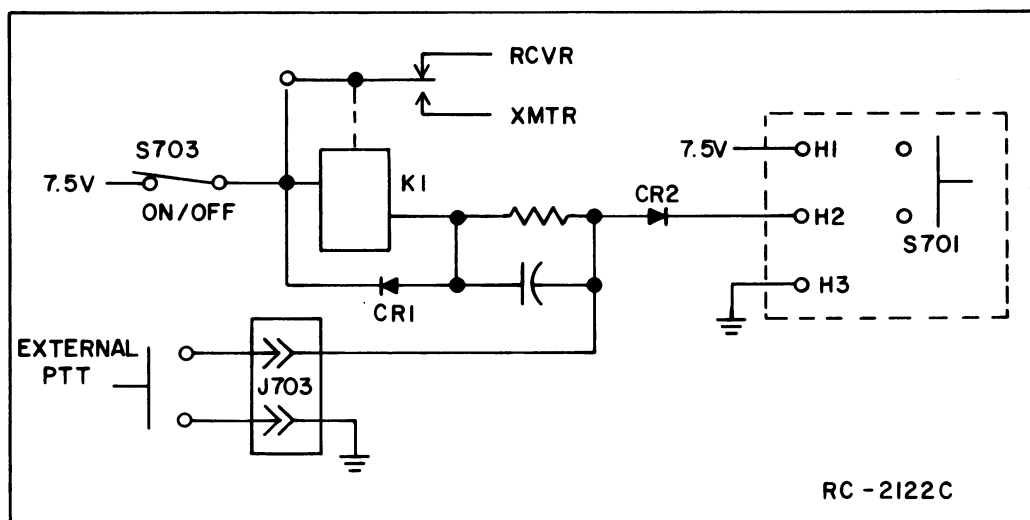 RCVR
XMTR
S703
7.5V
ON/OFF
K1
7.5V
H1
CR2
H2
S701
CR1
H3
EXTERNAL
PTT
J703
RC-2122C